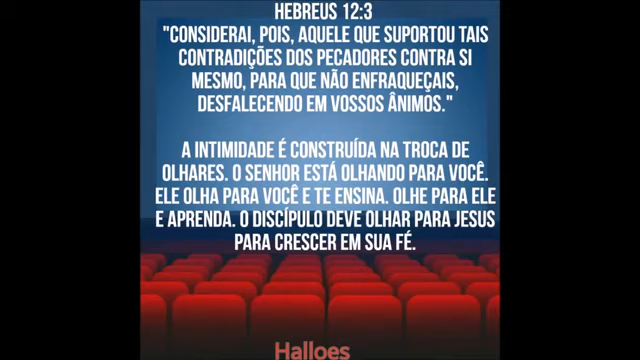 HEBREUS 12:3
"CONSIDERAI, POIS, AQUELE QUE SUPORTOU TAIS
CONTRADIÇÕES DOS PECADORES CONTRA SI
MESMO, PARA QUE NÃO ENFRAQUEÇAIS,
DESFALECENDO EM VOSSOS ÂNIMOS."
A INTIMIDADE É CONSTRUÍDA NA TROCA DE
OLHARES. O SENHOR ESTÁ OLHANDO PARA VOCÊ.
ELE OLHA PARA VOCÊ E TE ENSINA. OLHE PARA ELE
E APRENDA. O DISCÍPULO DEVE OLHAR PARA JESUS
PARA CRESCER EM SUA FÉ.
Halloes